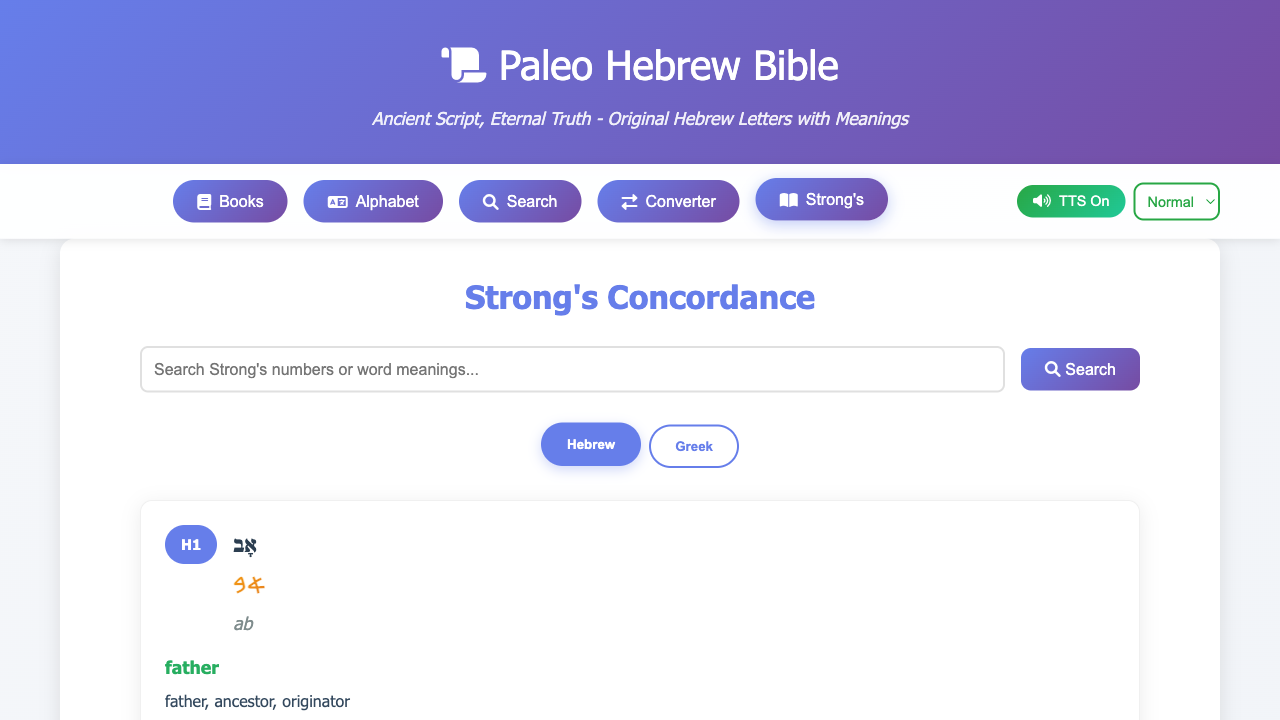 Paleo Hebrew Bible
Ancient Script, Eternal Truth - Original Hebrew Letters with Meanings
Books
Alphabet
Search
Converter
Strong's
TTS On
Normal
Strong's Concordance
Search Strong's numbers or word meanings...
Search
Hebrew
Greek
H1
אָב
𐤀𐤁
ab
father
father, ancestor, originator